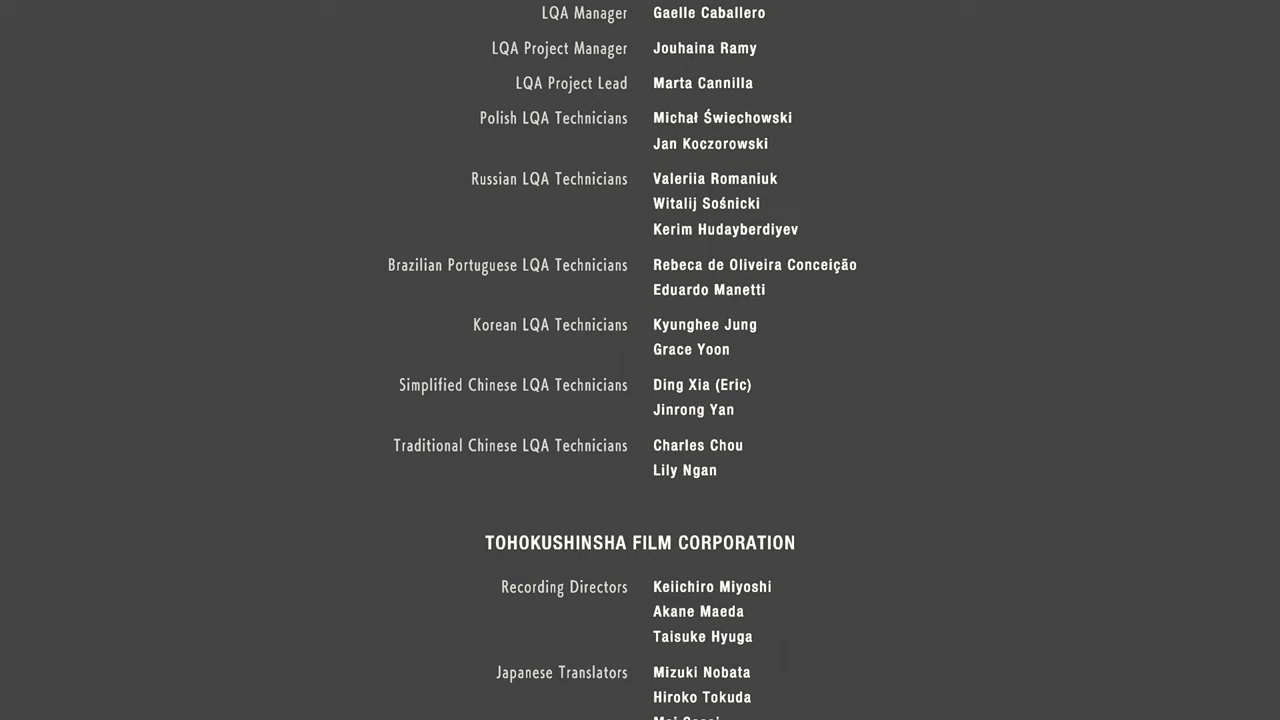 LQA Manager Gaelle Caballero
LQA Project Manager Jouhaina Ramy
LQA Project Lead Marta Cannilla
Polish LQA Technicians Michał Świechowski
Jan Koczorowski
Russian LQA Technicians Valeriia Romaniuk
Witalij Sośnicki
Kerim Hudayberdiyev
Brazilian Portuguese LQA Technicians Rebeca de Oliveira Conceição
Eduardo Manetti
Korean LQA Technicians Kyunghee Jung
Grace Yoon
Simplified Chinese LQA Technicians Ding Xia (Eric)
Jinrong Yan
Traditional Chinese LQA Technicians Charles Chou
Lily Ngan
TOHOKUSHINSHA FILM CORPORATION
Recording Directors Keiichiro Miyoshi
Akane Maeda
Taisuke Hyuga
Japanese Translators Mizuki Nobata
Hiroko Tokuda